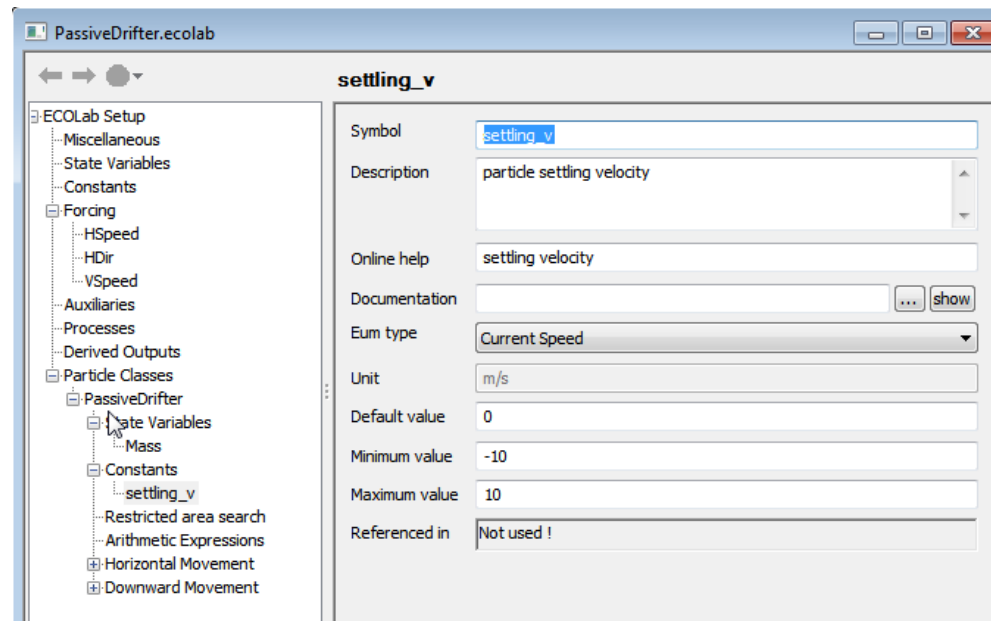 PassiveDrifter.ecolab
settling_v
ECOLab Setup
Miscellaneous
State Variables
Constants
Forcing
HSpeed
HDir
VSpeed
Auxiliaries
Processes
Derived Outputs
Particle Classes
PassiveDrifter
State Variables
Mass
Constants
settling_v
Restricted area search
Arithmetic Expressions
Horizontal Movement
Downward Movement
Symbol settling_v
Description particle settling velocity
Online help settling velocity
Documentation ... show
Eum type Current Speed
Unit m/s
Default value 0
Minimum value -10
Maximum value 10
Referenced in Not used !